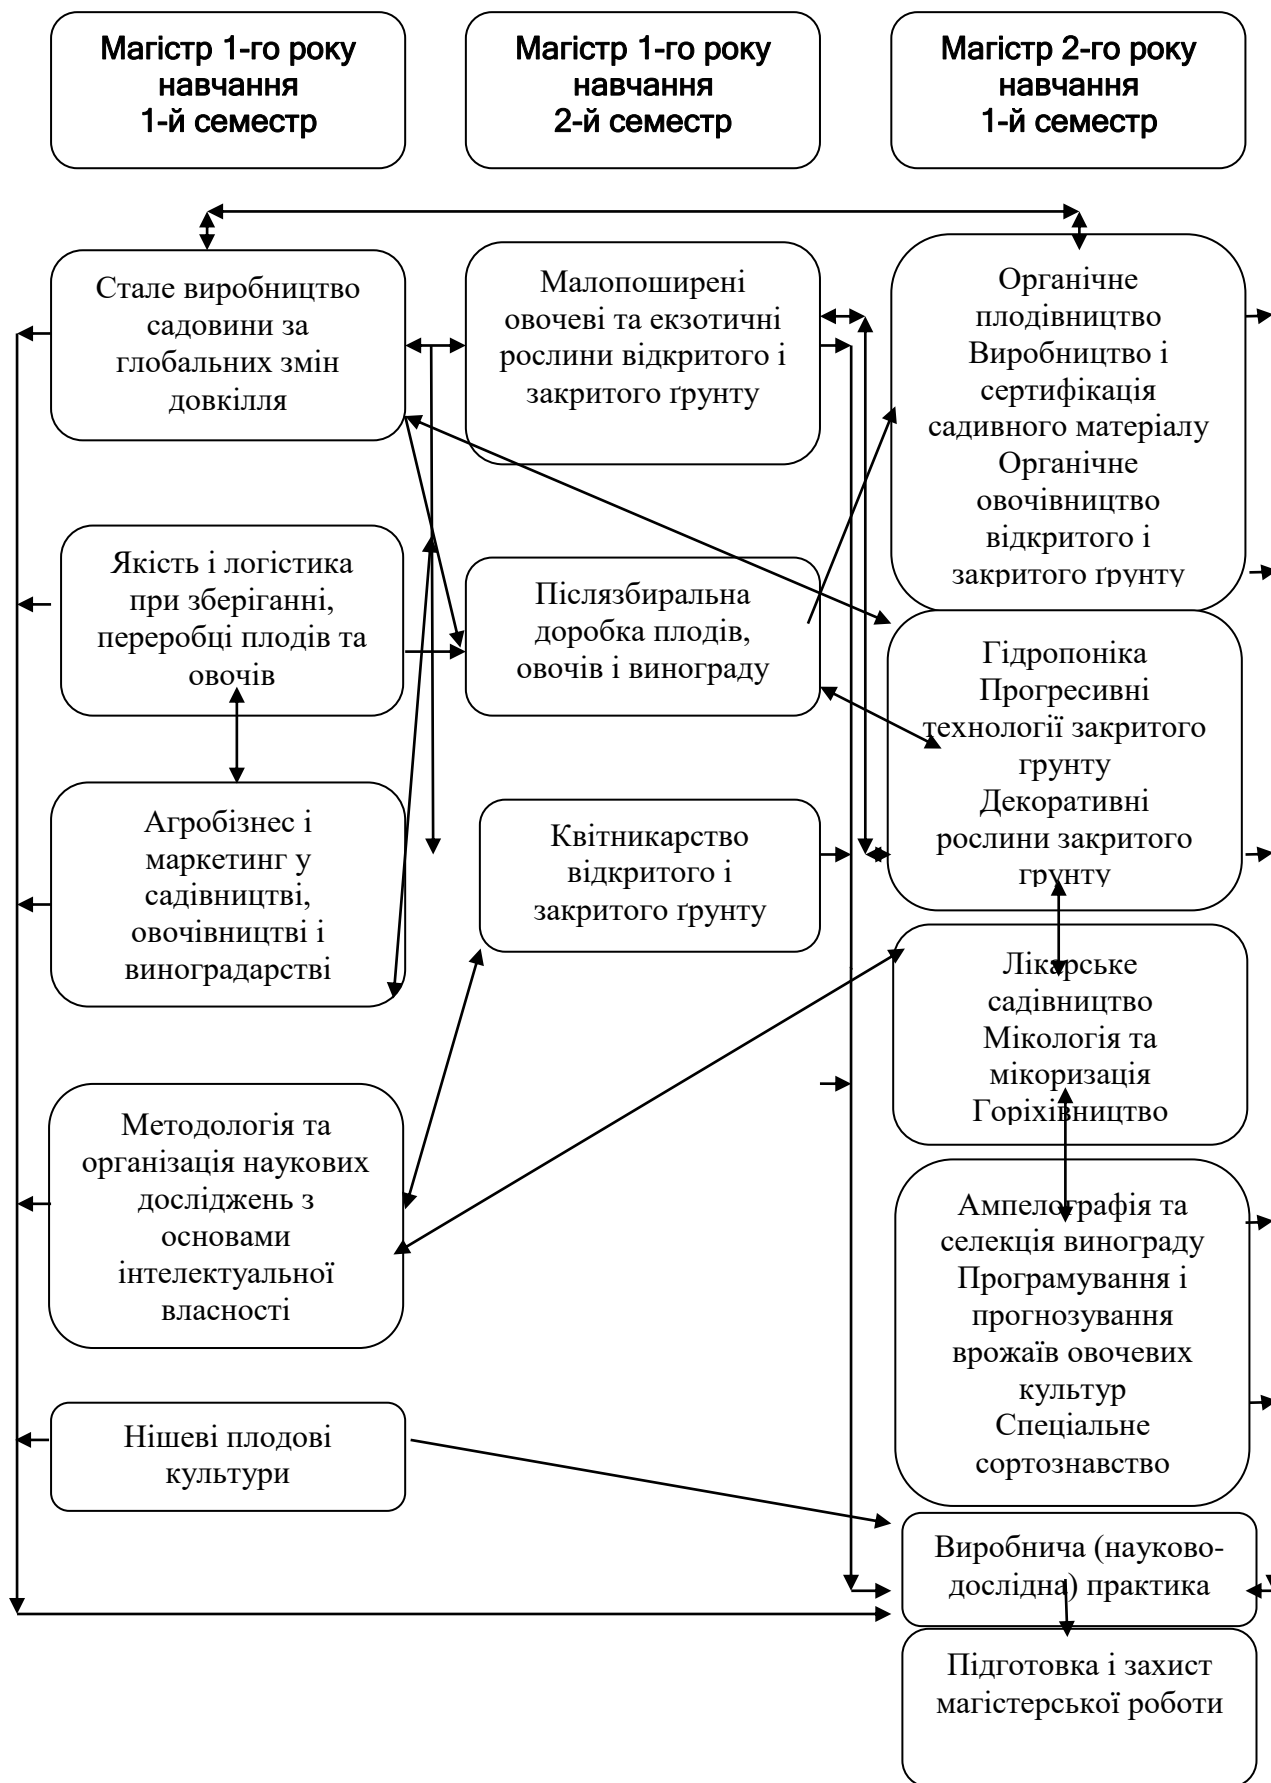 Магістр 1-го року
навчання
1-й семестр
Магістр 1-го року
навчання
2-й семестр
Магістр 2-го року
навчання
1-й семестр
Стале виробництво
садовини за
глобальних змін
довкілля
Якість і логістика
при зберіганні,
переробці плодів та
овочів
Агробізнес і
маркетинг у
садівництві,
овочівництві і
виноградарстві
Методологія та
організація наукових
досліджень з
основами
інтелектуальної
власності
Нішеві плодові
культури
Малопоширені
овочеві та екзотичні
рослини відкритого і
закритого ґрунту
Післязбиральна
доробка плодів,
овочів і винограду
Квітникарство
відкритого і
закритого ґрунту
Органічне
плодівництво
Виробництво і
сертифікація
садивного матеріалу
Органічне
овочівництво
відкритого і
закритого ґрунту
Гідропоніка
Прогресивні
технології закритого
грунту
Декоративні
рослини закритого
грунту
Лікарське
садівництво
Мікологія та
мікоризація
Горіхівництво
Ампелографія та
селекція винограду
Програмування і
прогнозування
врожаїв овочевих
культур
Спеціальне
сортознавство
Виробнича (науково-
дослідна) практика
Підготовка і захист
магістерської роботи